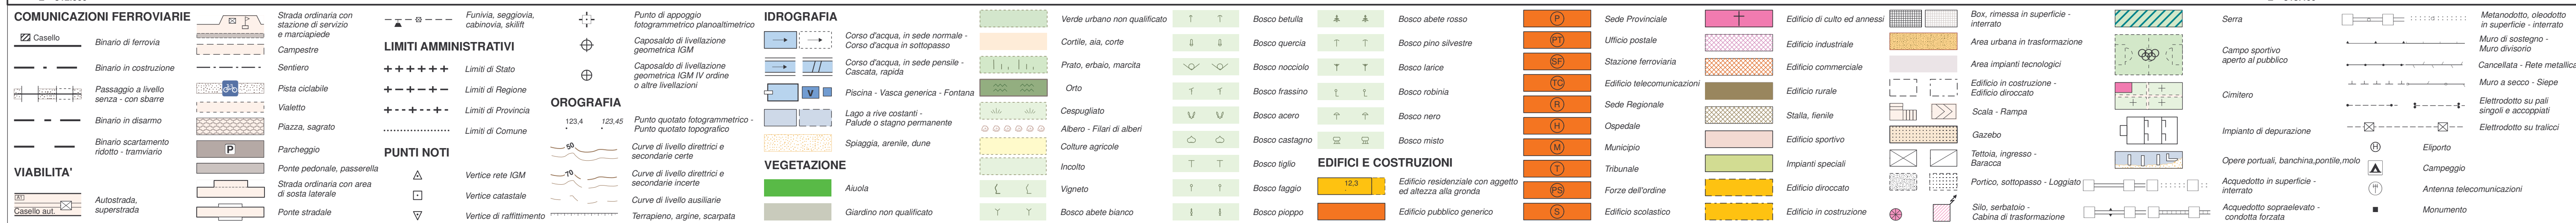 COMUNICAZIONI FERROVIARIE
Casello
Binario di ferrovia
Binario in costruzione
Passaggio a livello
senza - con sbarre
Binario in disarmo
Binario scartamento
ridotto - tramviario
VIABILITA'
A1
Casello aut.
Autostrada,
superstrada
Strada ordinaria con
stazione di servizio
e marciapiede
Campestre
Sentiero
Pista ciclabile
Vialetto
Piazza, sagrato
P
Parcheggio
Ponte pedonale, passerella
Strada ordinaria con area
di sosta laterale
Ponte stradale
Funivia, seggiovia,
cabinovia, skilift
LIMITI AMMINISTRATIVI
Limiti di Stato
Limiti di Regione
Limiti di Provincia
Limiti di Comune
PUNTI NOTI
Vertice rete IGM
Vertice catastale
Vertice di raffittimento
Punto di appoggio
fotogrammetrico planoaltimetrico
Caposaldo di livellazione
geometrica IGM
Caposaldo di livellazione
geometrica IGM IV ordine
o altre livellazioni
OROGRAFIA
123,4 123,45
Punto quotato fotogrammetrico -
Punto quotato topografico
50
Curve di livello direttrici e
secondarie certe
70
Curve di livello direttrici e
secondarie incerte
Curve di livello ausiliarie
Terrapieno, argine, scarpata
IDROGRAFIA
Corso d'acqua, in sede normale -
Corso d'acqua in sottopasso
Corso d'acqua, in sede pensile -
Cascata, rapida
V
Piscina - Vasca generica - Fontana
Lago a rive costanti -
Palude o stagno permanente
Spiaggia, arenile, dune
VEGETAZIONE
Aiuola
Giardino non qualificato
Verde urbano non qualificato
Cortile, aia, corte
Prato, erbaio, marcita
Orto
Cespugliato
Albero - Filari di alberi
Colture agricole
Incolto
Vigneto
Bosco abete bianco
Bosco betulla
Bosco quercia
Bosco nocciolo
Bosco frassino
Bosco acero
Bosco castagno
Bosco tiglio
Bosco faggio
Bosco pioppo
Bosco abete rosso
Bosco pino silvestre
Bosco larice
Bosco robinia
Bosco nero
Bosco misto
EDIFICI E COSTRUZIONI
12,3
Edificio residenziale con aggetto
ed altezza alla gronda
Edificio pubblico generico
P
Sede Provinciale
PT
Ufficio postale
SF
Stazione ferroviaria
TC
Edificio telecomunicazioni
R
Sede Regionale
H
Ospedale
M
Municipio
T
Tribunale
PS
Forze dell'ordine
S
Edificio scolastico
Edificio di culto ed annessi
Edificio industriale
Edificio commerciale
Edificio rurale
Stalla, fienile
Edificio sportivo
Impianti speciali
Edificio diroccato
Edificio in costruzione
Box, rimessa in superficie -
interrato
Area urbana in trasformazione
Area impianti tecnologici
Edificio in costruzione -
Edificio diroccato
Scala - Rampa
Gazebo
Tettoia, ingresso -
Baracca
Portico, sottopasso - Loggiato
Silo, serbatoio -
Cabina di trasformazione
Serra
Campo sportivo
aperto al pubblico
Cimitero
Impianto di depurazione
Opere portuali, banchina,pontile,molo
Acquedotto in superficie -
interrato
Acquedotto sopraelevato -
condotta forzata
Metanodotto, oleodotto
in superficie - interrato
Muro di sostegno -
Muro divisorio
Cancellata - Rete metallica
Muro a secco - Siepe
Elettrodotto su pali
singoli e accoppiati
Elettrodotto su tralicci
H
Eliporto
Campeggio
Antenna telecomunicazioni
Monumento